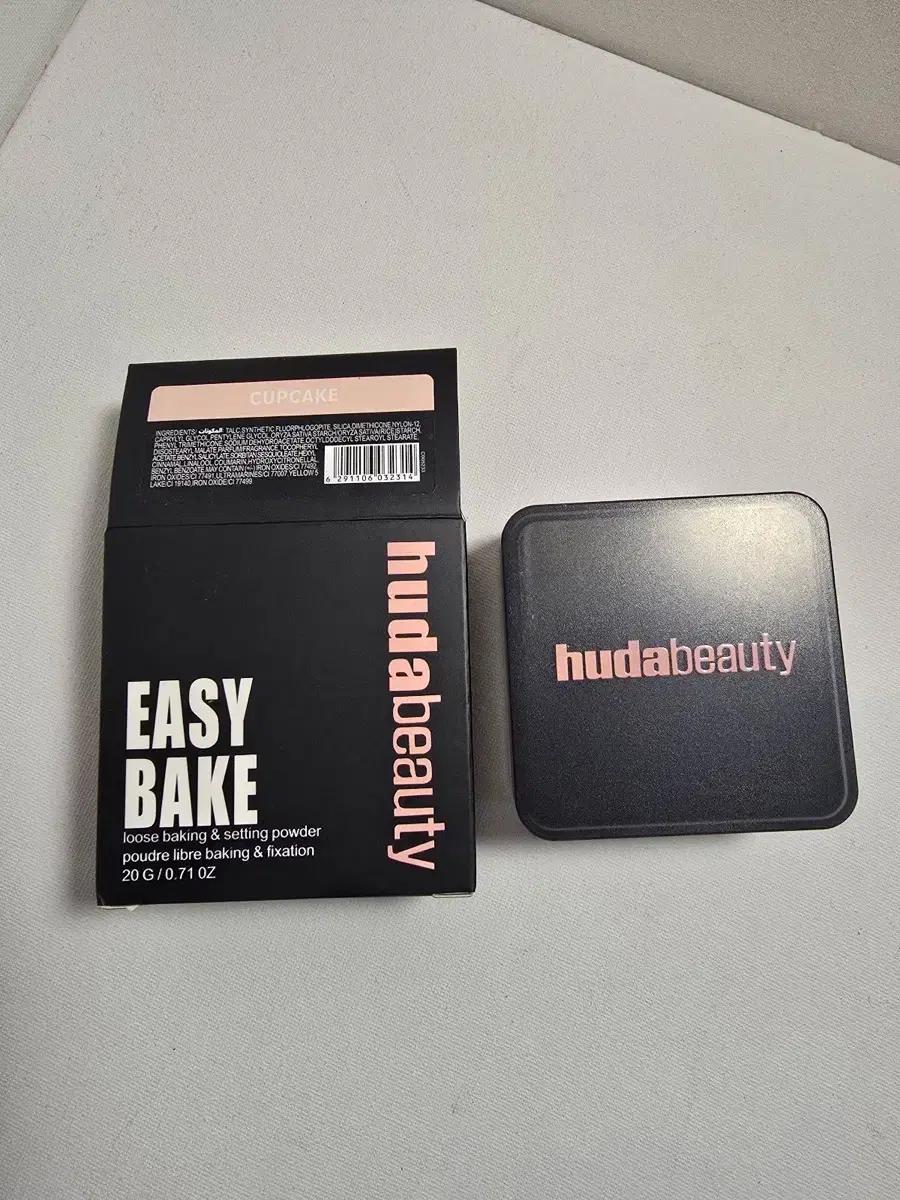 CUPCAKE
INGREDIENTS/ المكونات: TALC, SYNTHETIC FLUORPHLOGOPITE, SILICA, DIMETHICONE, NYLON-12,
CAPRYLYL GLYCOL, PENTYLENE GLYCOL, ORYZA SATIVA STARCH/ORYZA SATIVA(RICE) STARCH,
PHENYL TRIMETHICONE, SODIUM DEHYDROACETATE, OCTYLDODECYL STEAROYL STEARATE,
DIISOSTEARYL MALATE, PARFUM/FRAGRANCE, TOCOPHERYL
ACETATE, BENZYL SALICYLATE, SORBITAN SESQUIOLEATE, HEXYL
CINNAMAL, LINALOOL, COUMARIN, HYDROXYCITRONELLAL,
BENZYL BENZOATE. MAY CONTAIN (+/-) IRON OXIDES/CI 77492,
IRON OXIDES/CI 77491, ULTRAMARINES/CI 77007, YELLOW 5
LAKE/CI 19140, IRON OXIDE/CI 77499
6 291106 032314
hudabeauty
EASY
BAKE
loose baking & setting powder
poudre libre baking & fixation
20 G / 0.71 OZ
hudabeauty